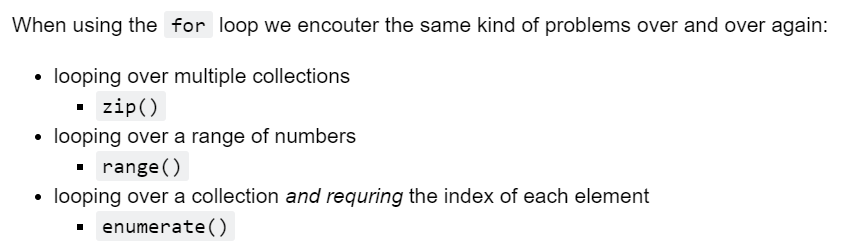 When using the for loop we encouter the same kind of problems over and over again:
• looping over multiple collections
▪ zip()
• looping over a range of numbers
▪ range()
• looping over a collection and requring the index of each element
▪ enumerate()